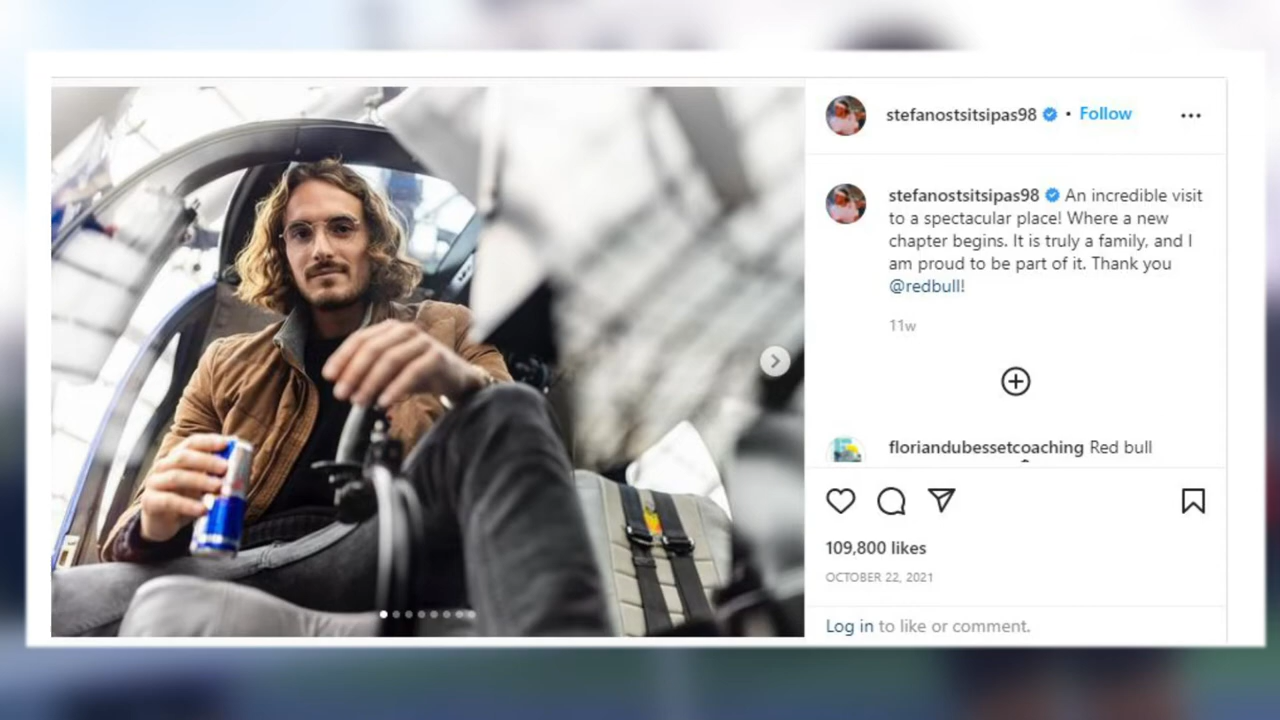 stefanostsitsipas98 • Follow
stefanostsitsipas98 An incredible visit
to a spectacular place! Where a new
chapter begins. It is truly a family, and I
am proud to be part of it. Thank you
@redbull!
11w
floriandubessetcoaching Red bull
109,800 likes
OCTOBER 22, 2021
Log in to like or comment.